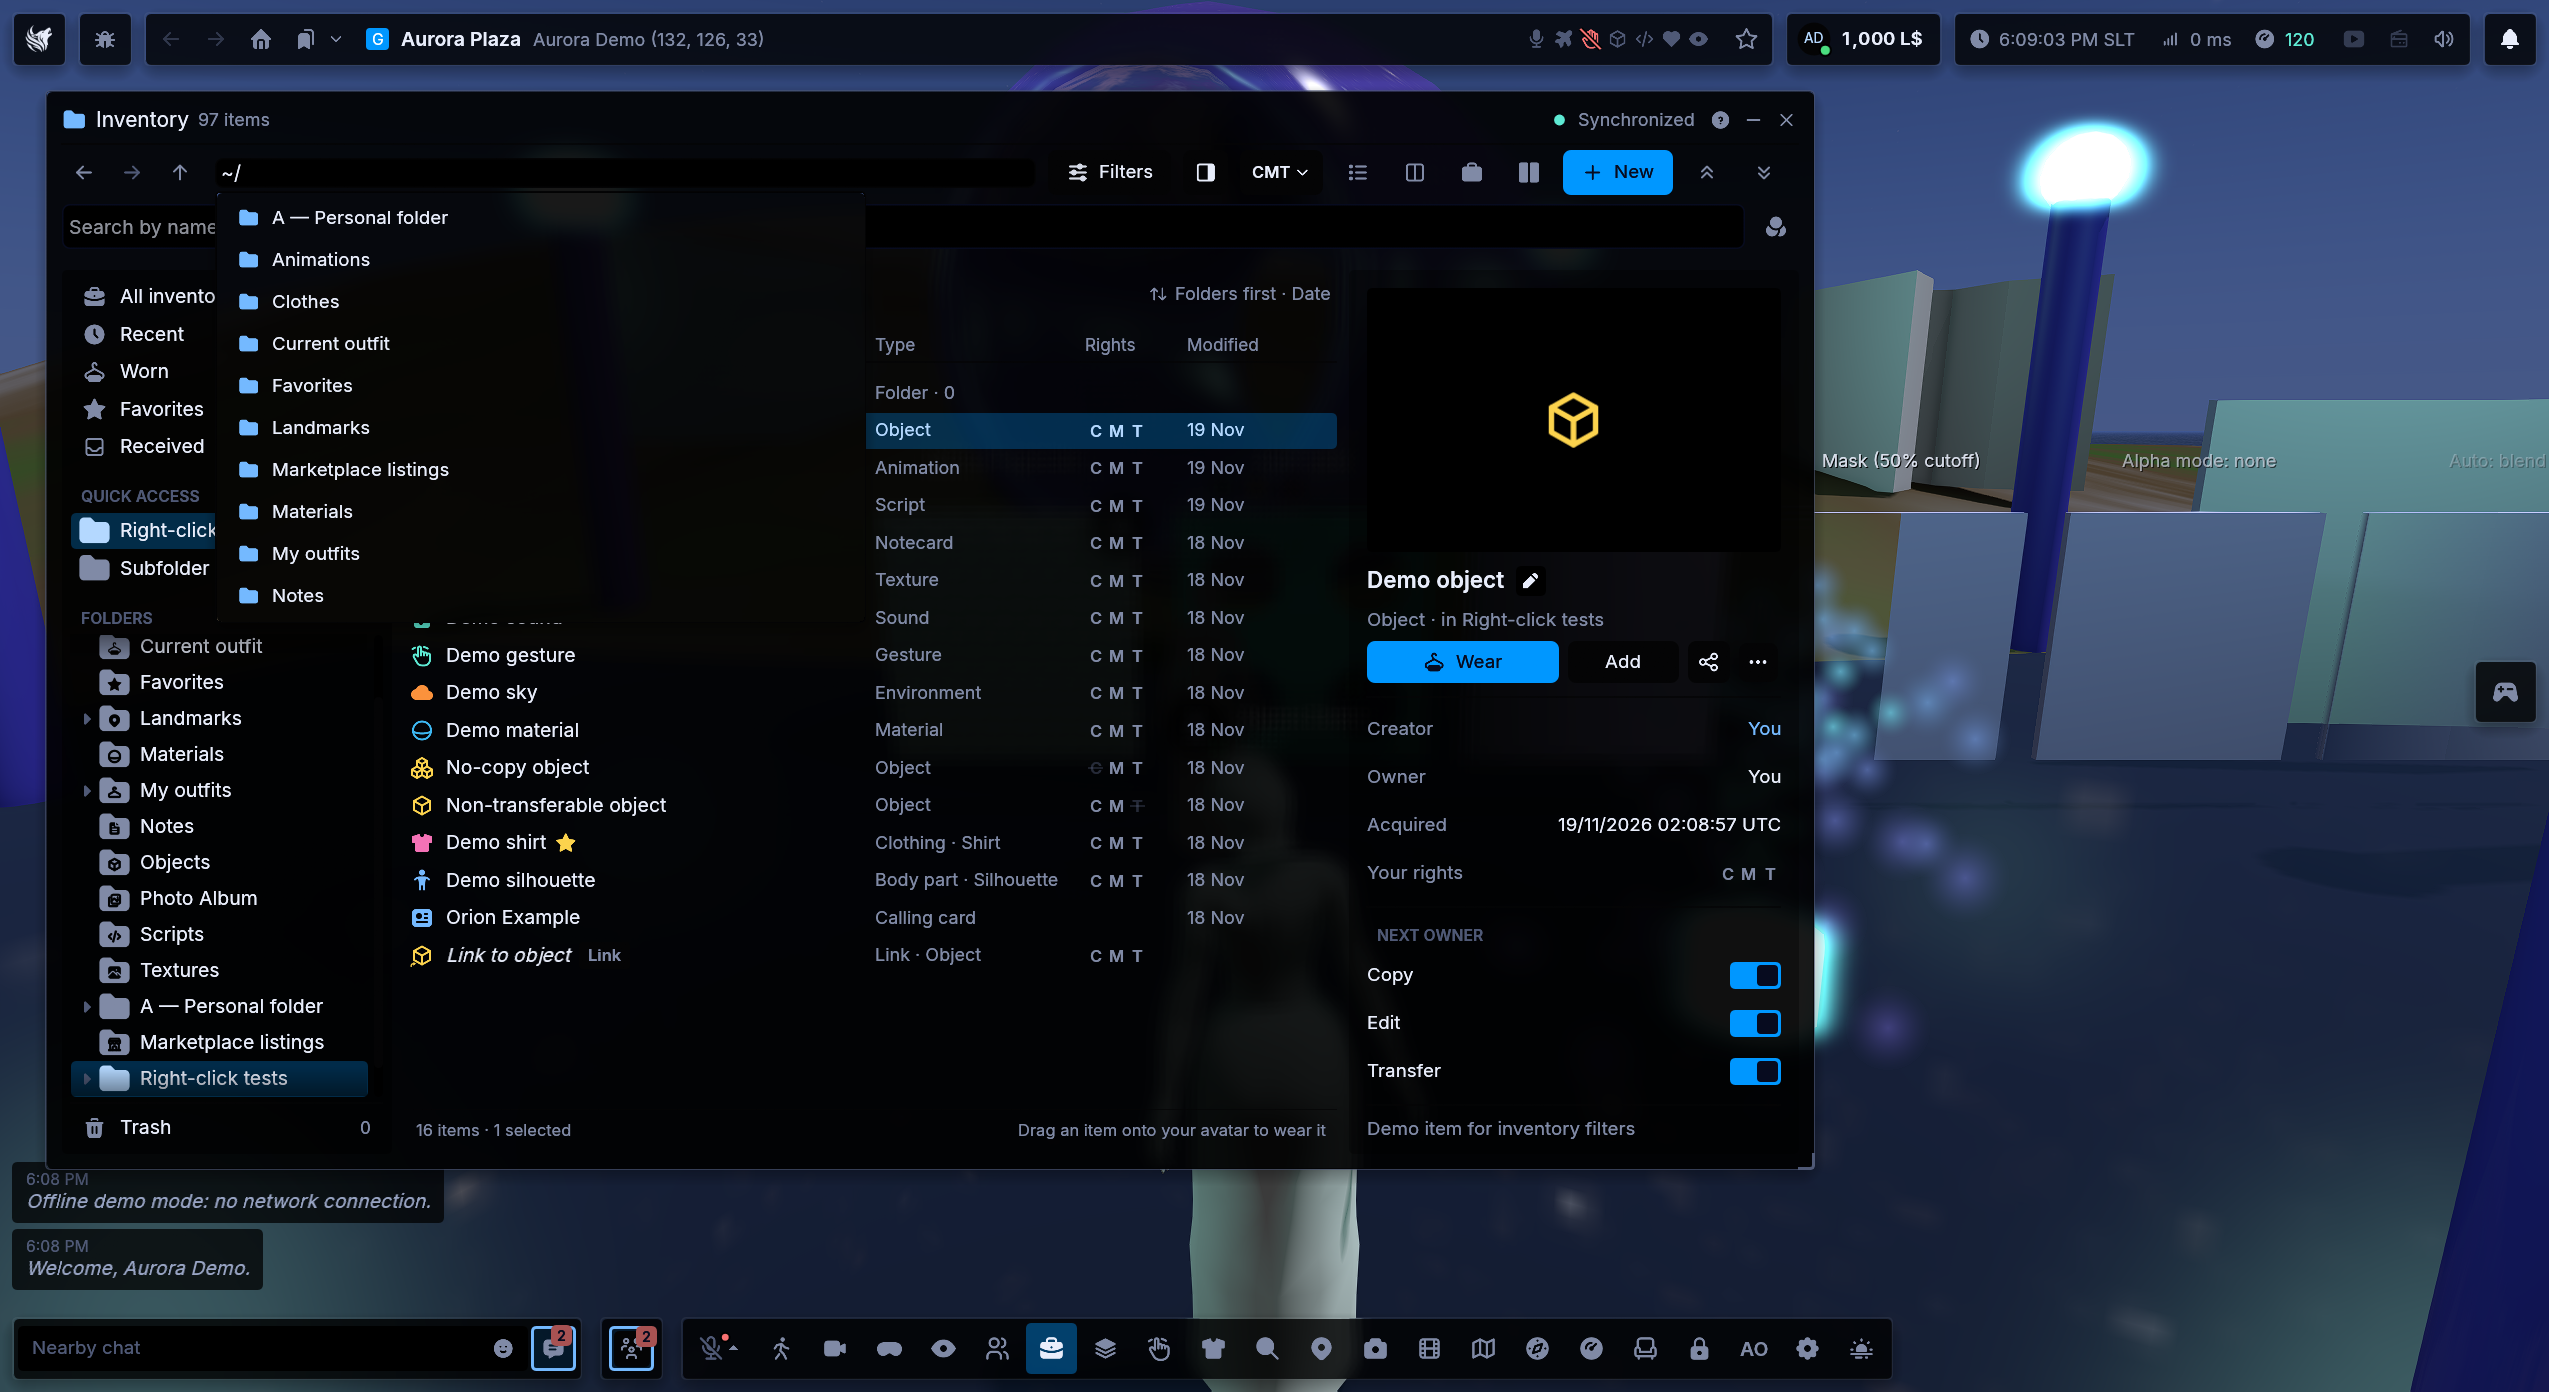 G Aurora Plaza Aurora Demo (132, 126, 33)
AD 1,000 L$
6:09:03 PM SLT 0 ms 120
Inventory 97 items
Synchronized
~/
Filters
CMT
New
Search by name
A — Personal folder
Animations
Clothes
Current outfit
Favorites
Landmarks
Marketplace listings
Materials
My outfits
Notes
All invento
Recent
Worn
Favorites
Received
QUICK ACCESS
Right-click
Subfolder
FOLDERS
Current outfit
Favorites
Landmarks
Materials
My outfits
Notes
Objects
Photo Album
Scripts
Textures
A — Personal folder
Marketplace listings
Right-click tests
Trash 0
Folders first · Date
Type Rights Modified
Folder · 0
Object C M T 19 Nov
Animation C M T 19 Nov
Script C M T 19 Nov
Notecard C M T 18 Nov
Texture C M T 18 Nov
Sound C M T 18 Nov
Demo gesture Gesture C M T 18 Nov
Demo sky Environment C M T 18 Nov
Demo material Material C M T 18 Nov
No-copy object Object C M T 18 Nov
Non-transferable object Object C M T 18 Nov
Demo shirt Clothing · Shirt C M T 18 Nov
Demo silhouette Body part · Silhouette C M T 18 Nov
Orion Example Calling card 18 Nov
Link to object Link Link · Object C M T
16 items · 1 selected
Drag an item onto your avatar to wear it
Demo object
Object · in Right-click tests
Wear
Add
Creator You
Owner You
Acquired 19/11/2026 02:08:57 UTC
Your rights C M T
NEXT OWNER
Copy
Edit
Transfer
Demo item for inventory filters
Mask (50% cutoff)
Alpha mode: none
Auto: blend
6:08 PM
Offline demo mode: no network connection.
6:08 PM
Welcome, Aurora Demo.
Nearby chat
2
2
AO